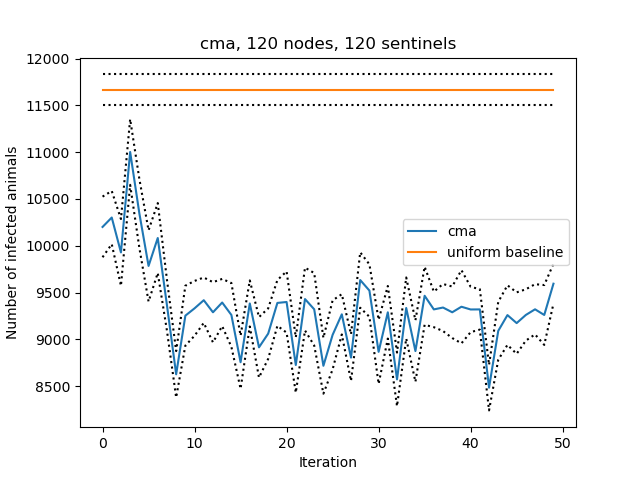 cma, 120 nodes, 120 sentinels
12000
11500
11000
10500
10000
9500
9000
8500
Number of infected animals
cma
uniform baseline
0
10
20
30
40
50
Iteration